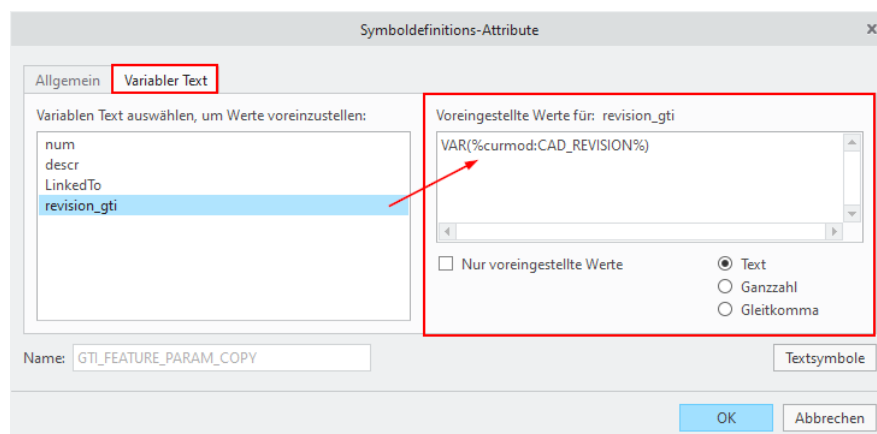 Symboldefinitions-Attribute
Allgemein Variabler Text
Variablen Text auswählen, um Werte voreinzustellen:
num
descr
LinkedTo
revision_gti
Voreingestellte Werte für: revision_gti
VAR(%curmod:CAD_REVISION%)
Nur voreingestellte Werte
Text
Ganzzahl
Gleitkomma
Name: GTI_FEATURE_PARAM_COPY
Textsymbole
OK Abbrechen